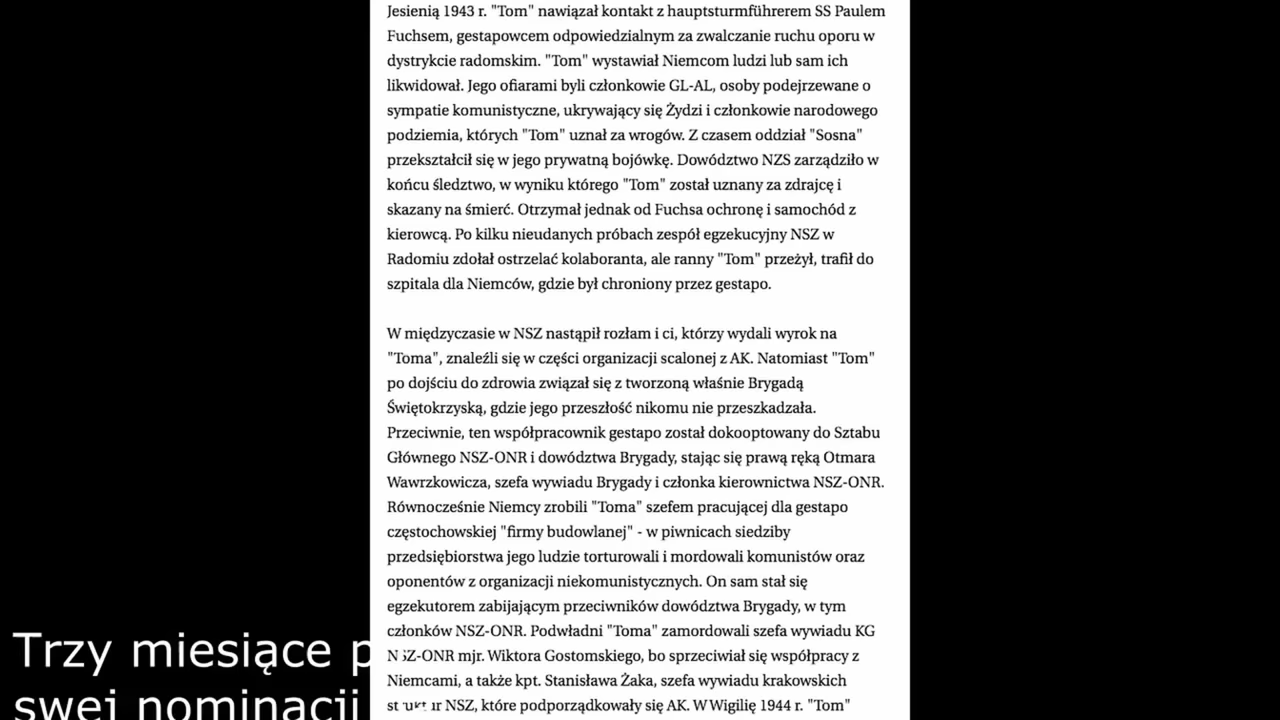 Jesienią 1943 r. "Tom" nawiązał kontakt z hauptsturmführerem SS Paulem
Fuchsem, gestapowcem odpowiedzialnym za zwalczanie ruchu oporu w
dystrykcie radomskim. "Tom" wystawiał Niemcom ludzi lub sam ich
likwidował. Jego ofiarami byli członkowie GL-AL, osoby podejrzewane o
sympatie komunistyczne, ukrywający się Żydzi i członkowie narodowego
podziemia, których "Tom" uznał za wrogów. Z czasem oddział "Sosna"
przekształcił się w jego prywatną bojówkę. Dowództwo NZS zarządziło w
końcu śledztwo, w wyniku którego "Tom" został uznany za zdrajcę i
skazany na śmierć. Otrzymał jednak od Fuchsa ochronę i samochód z
kierowcą. Po kilku nieudanych próbach zespół egzekucyjny NSZ w
Radomiu zdołał ostrzelać kolaboranta, ale ranny "Tom" przeżył, trafił do
szpitala dla Niemców, gdzie był chroniony przez gestapo.
W międzyczasie w NSZ nastąpił rozłam i ci, którzy wydali wyrok na
"Toma", znaleźli się w części organizacji scalonej z AK. Natomiast "Tom"
po dojściu do zdrowia związał się z tworzoną właśnie Brygadą
Świętokrzyską, gdzie jego przeszłość nikomu nie przeszkadzała.
Przeciwnie, ten współpracownik gestapo został dokooptowany do Sztabu
Głównego NSZ-ONR i dowództwa Brygady, stając się prawą ręką Otmara
Wawrzkowicza, szefa wywiadu Brygady i członka kierownictwa NSZ-ONR.
Równocześnie Niemcy zrobili "Toma" szefem pracującej dla gestapo
częstochowskiej "firmy budowlanej" - w piwnicach siedziby
przedsiębiorstwa jego ludzie torturowali i mordowali komunistów oraz
oponentów z organizacji niekomunistycznych. On sam stał się
egzekutorem zabijającym przeciwników dowództwa Brygady, w tym
członków NSZ-ONR. Podwładni "Toma" zamordowali szefa wywiadu KG
NSZ-ONR mjr. Wiktora Gostomskiego, bo sprzeciwiał się współpracy z
Niemcami, a także kpt. Stanisława Żaka, szefa wywiadu krakowskich
struktur NSZ, które podporządkowały się AK. W Wigilię 1944 r. "Tom"
Trzy miesiące p
swej nominacji